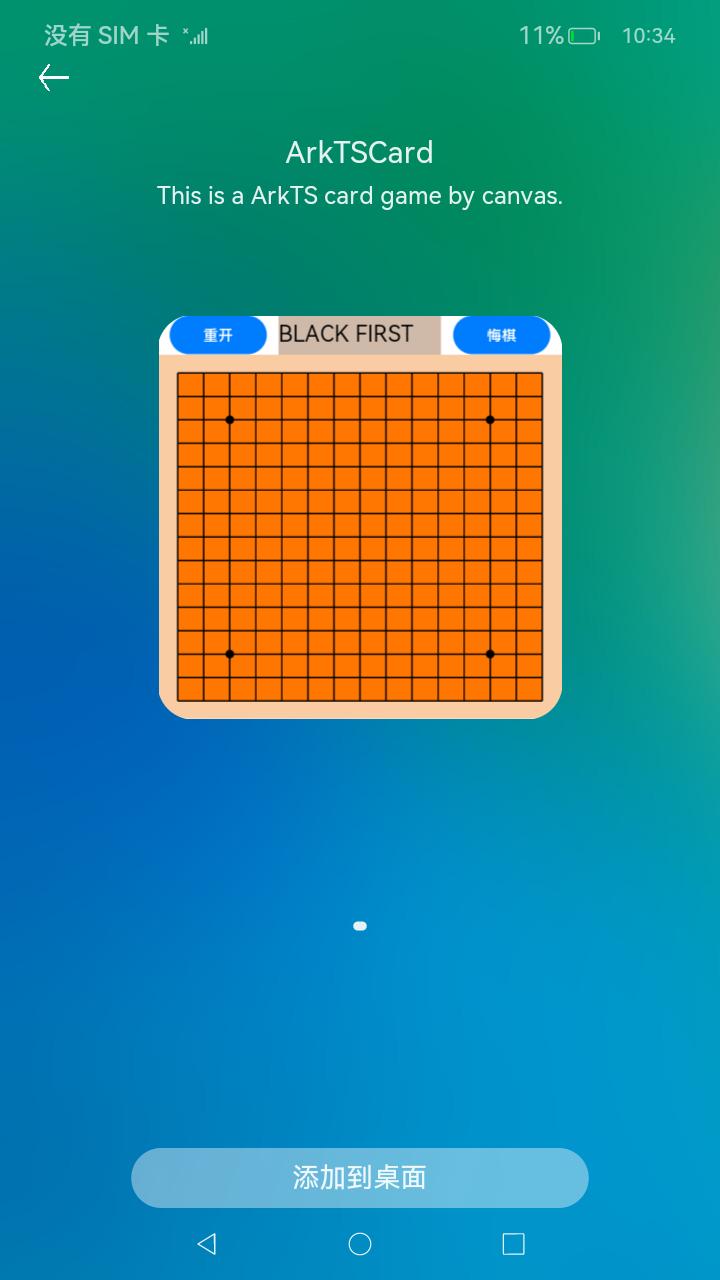 没有 SIM 卡 11% 10:34
ArkTSCard
This is a ArkTS card game by canvas.
重开 BLACK FIRST 悔棋
添加到桌面